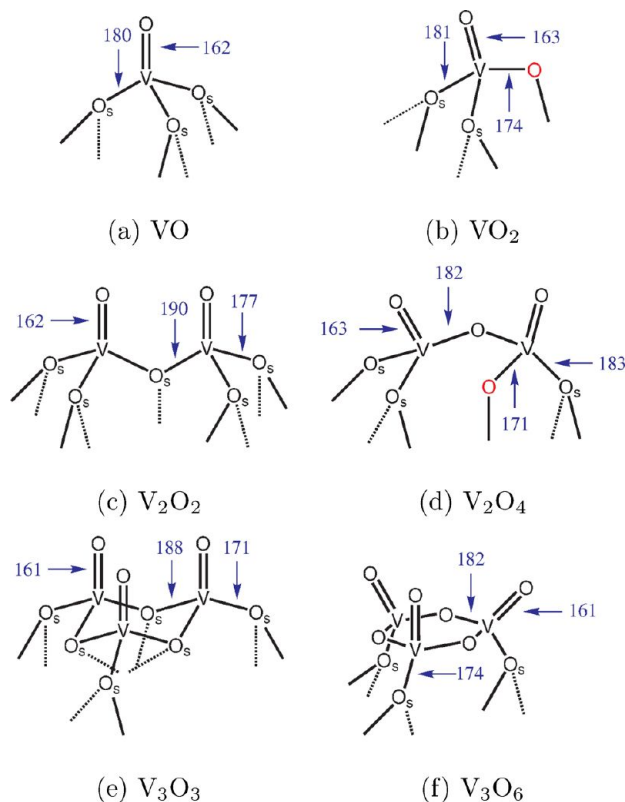 O O
180 162 181 163
V V O
Oₛ Oₛ Oₛ 174
Oₛ Oₛ
(a) VO (b) VO₂
O O 182 O
190 177 O
162 163 O
V V V V
Oₛ Oₛ Oₛ Oₛ O 183
Oₛ Oₛ Oₛ 171 Oₛ
(c) V₂O₂ (d) V₂O₄
O 188 O 182
161 171 O O O
O 161
V V V O V
Oₛ Oₛ Oₛ
V O V O
Oₛ Oₛ Oₛ Oₛ
Oₛ Oₛ 174
(e) V₃O₃ (f) V₃O₆